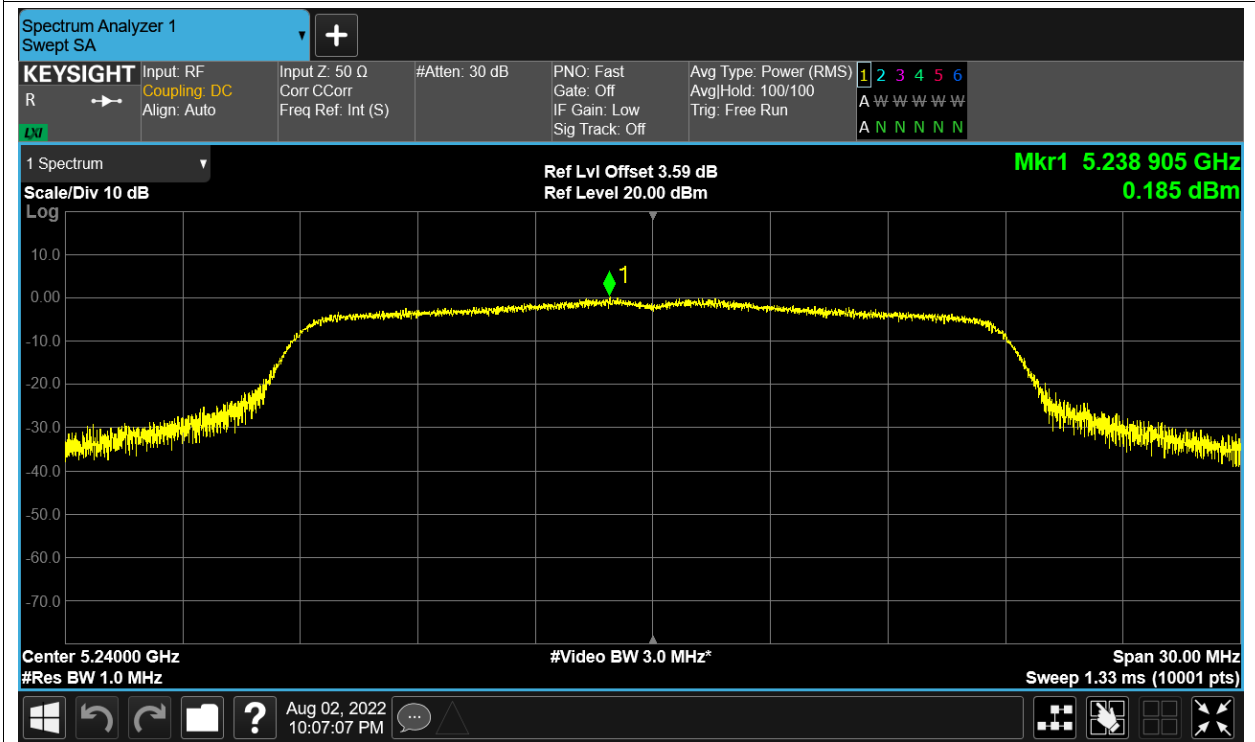 Spectrum Analyzer 1
Swept SA
KEYSIGHT
R
LXI
Input: RF
Coupling: DC
Align: Auto
Input Z: 50 Ω
Corr CCorr
Freq Ref: Int (S)
#Atten: 30 dB
PNO: Fast
Gate: Off
IF Gain: Low
Sig Track: Off
Avg Type: Power (RMS)
Avg|Hold: 100/100
Trig: Free Run
1 2 3 4 5 6
A W W W W W
A N N N N N
1 Spectrum
Scale/Div 10 dB
Log
Ref Lvl Offset 3.59 dB
Ref Level 20.00 dBm
Mkr1 5.238 905 GHz
0.185 dBm
10.0
0.00
-10.0
-20.0
-30.0
-40.0
-50.0
-60.0
-70.0
1
Center 5.24000 GHz
#Res BW 1.0 MHz
#Video BW 3.0 MHz*
Span 30.00 MHz
Sweep 1.33 ms (10001 pts)
?
Aug 02, 2022
10:07:07 PM